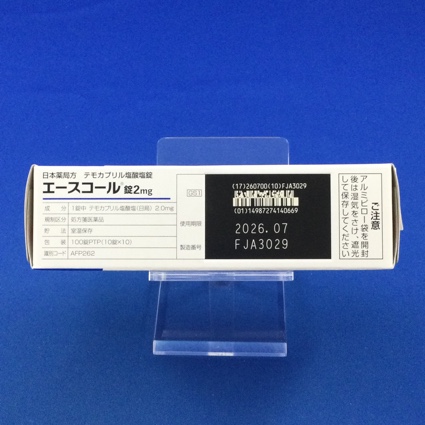 日本薬局方 テモカプリル塩酸塩錠
エースコール錠2mg
成 分 1錠中 テモカプリル塩酸塩(日局) 2.0mg
規制区分 処方箋医薬品
貯 法 室温保存
包 装 100錠PTP(10錠×10)
識別コード AFP262
使用期限
製造番号
(17)260700(10)FJA3029
(01)14987274140669
2026.07
FJA3029
ご注意
アルミピロー袋を開封
後は湿気をさけ、遮光
して保存してください